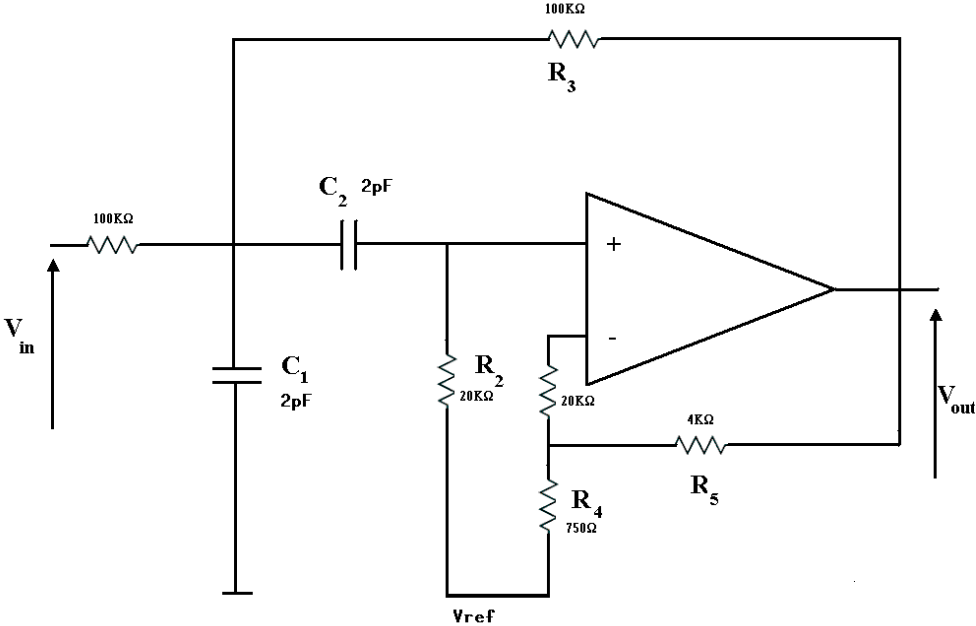 100KΩ
R3
C2 2pF
100KΩ
+
Vin
-
C1
2pF
R2
20KΩ
20KΩ
4KΩ
R5
Vout
R4
750Ω
Vref